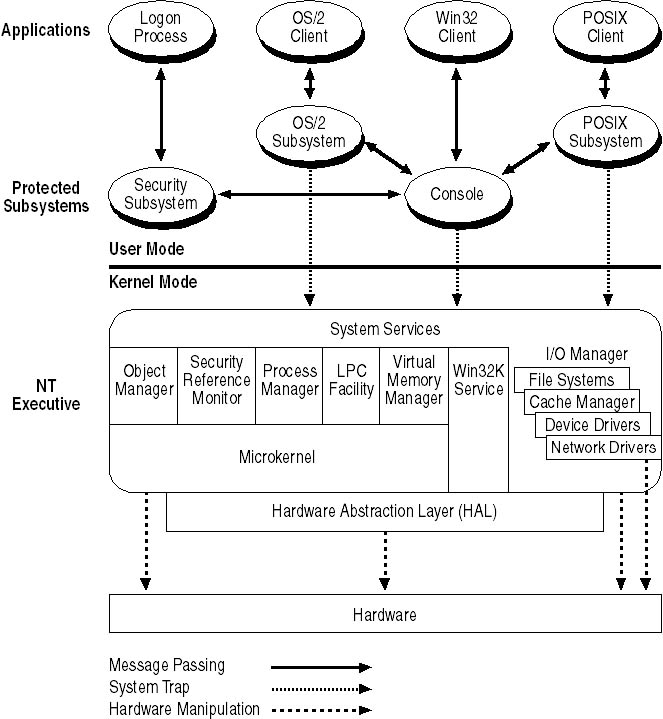 Applications
Logon
Process
OS/2
Client
Win32
Client
POSIX
Client
OS/2
Subsystem
POSIX
Subsystem
Protected
Subsystems
Security
Subsystem
Console
User Mode
Kernel Mode
System Services
NT
Executive
Object
Manager
Security
Reference
Monitor
Process
Manager
LPC
Facility
Virtual
Memory
Manager
Win32K
Service
I/O Manager
File Systems
Cache Manager
Device Drivers
Network Drivers
Microkernel
Hardware Abstraction Layer (HAL)
Hardware
Message Passing
System Trap
Hardware Manipulation